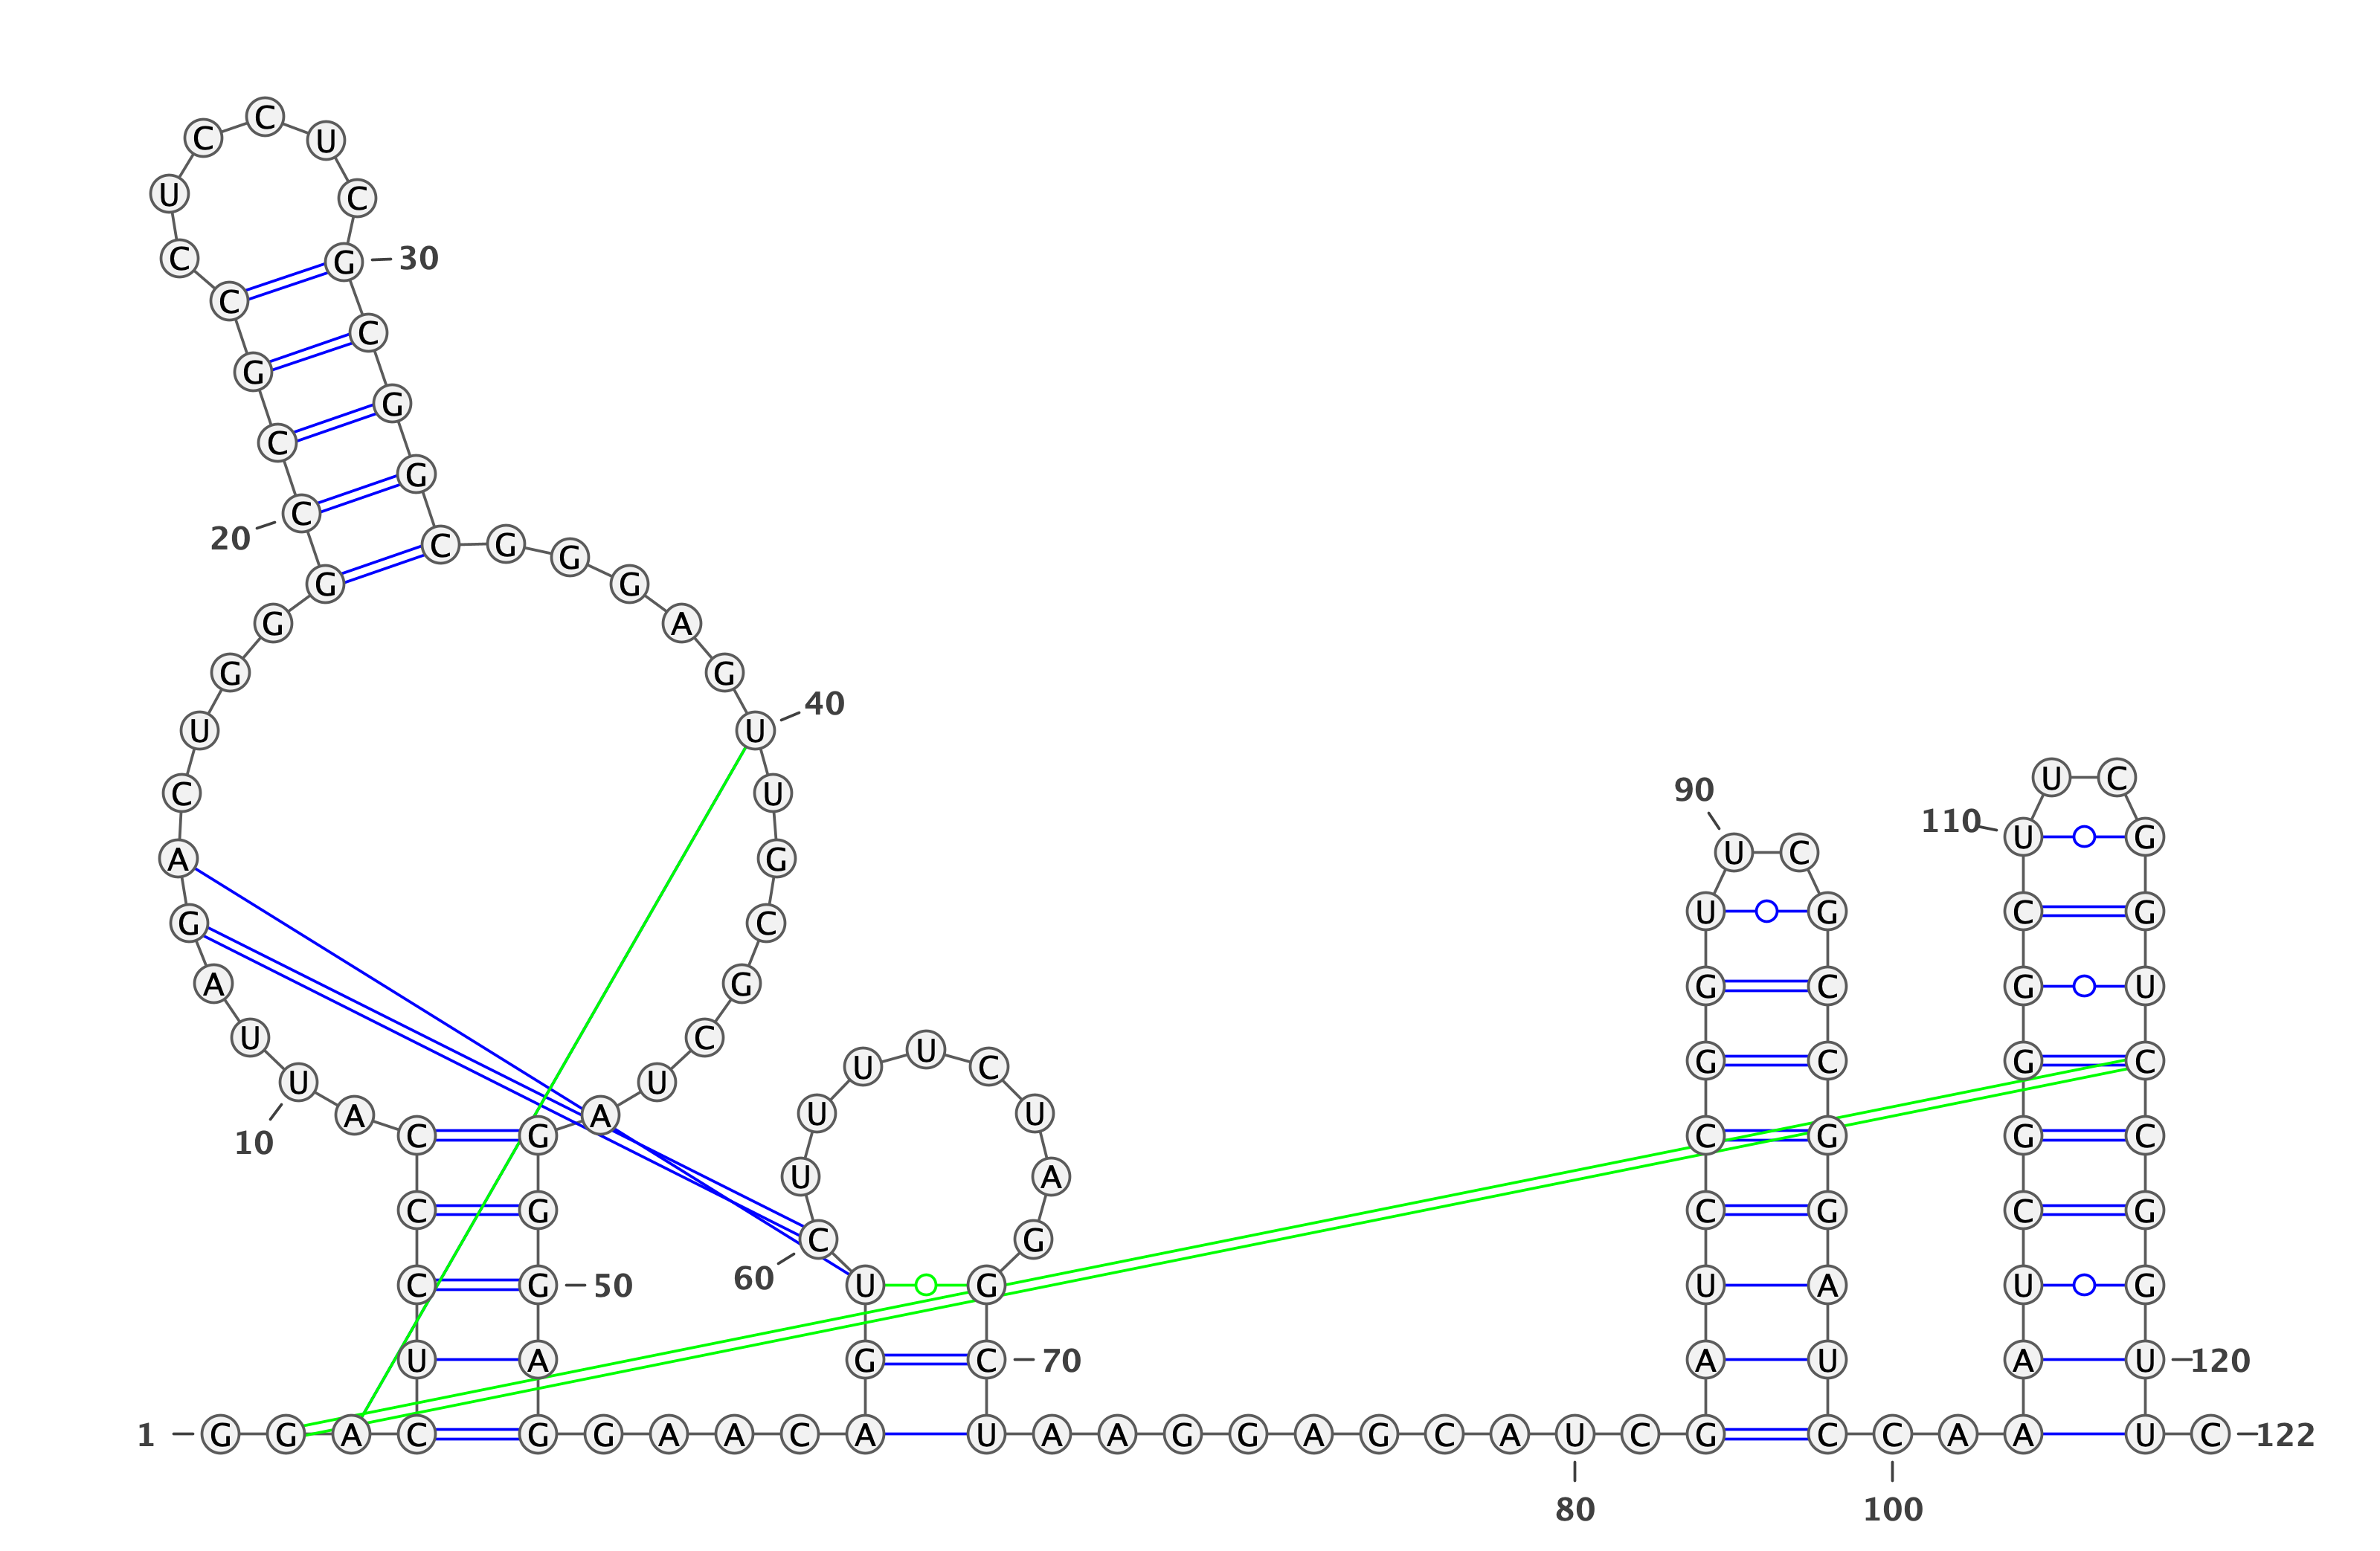 C
C U
U C
C G 30
C
C
G
G
C
G
C
20
C G G
G G
G A
G G
40
U U
U C
90
C U
110 U G
U C
A G
U G C G
G C
A G G C G U
U C
U
G C G C
U U C
U A U U
C G C G G C
10
U A
C G C G C G
C G
60
C G 50 U G U A U G
U A G C 70 A U A U 120
1 G G A C G G A A C A U A A G G A G C A U C G C C A A U C 122
80 100